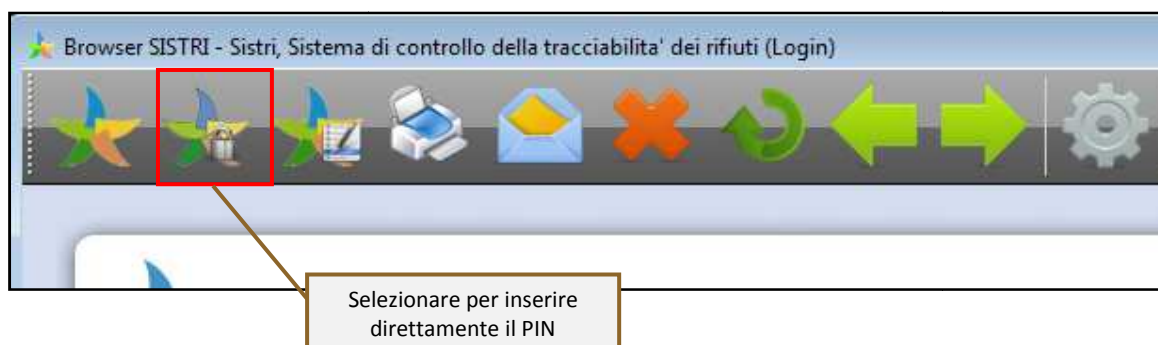 Browser SISTRI - Sistri, Sistema di controllo della tracciabilita' dei rifiuti (Login)
Selezionare per inserire
direttamente il PIN